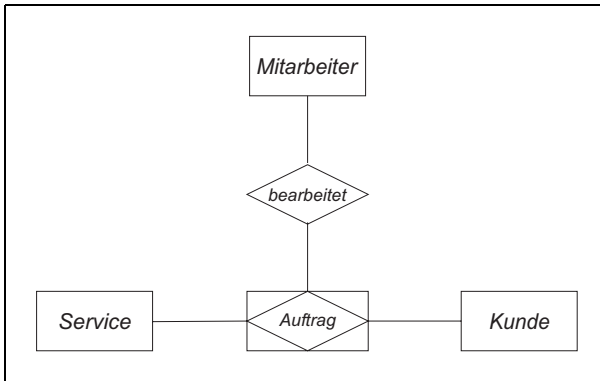 Mitarbeiter
bearbeitet
Service
Auftrag
Kunde